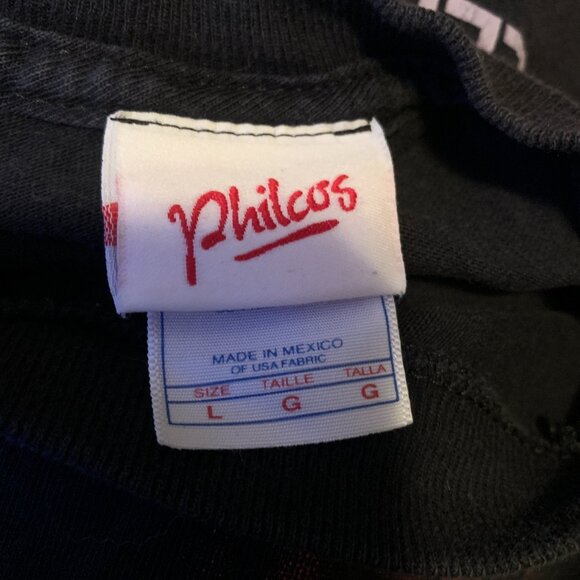 Philcos
MADE IN MEXICO
OF USA FABRIC
SIZE TAILLE TALLA
L G G